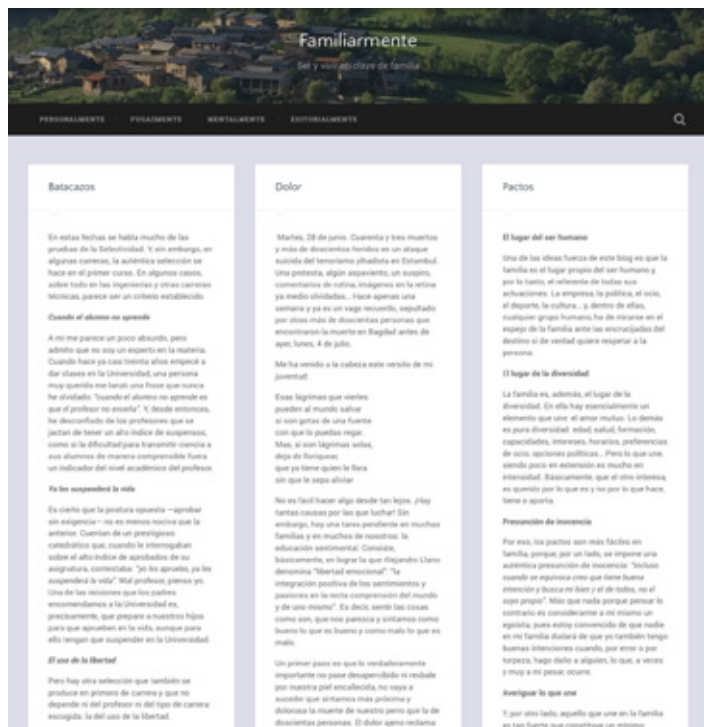 Familiarmente
Ser y vivir en clave de familia
PERSONALMENTE
FUGAZMENTE
MENTALMENTE
EDITORIALMENTE
Batacazos
En estas fechas se habla mucho de las
pruebas de la Selectividad. Y, sin embargo, en
algunas carreras, la auténtica selección se
hace en el primer curso. En algunos casos,
sobre todo en las ingenierías y otras carreras
técnicas, parece ser un criterio establecido.
Cuando el alumno no aprende
A mí me parece un poco absurdo, pero
admito que no soy un experto en la materia.
Cuando hace ya casi treinta años empecé a
dar clases en la Universidad, una persona
muy querida me lanzó una frase que nunca
he olvidado: "cuando el alumno no aprende es
que el profesor no enseña". Y, desde entonces,
he desconfiado de los profesores que se
jactan de tener un alto índice de suspensos,
como si la dificultad para transmitir ciencia a
sus alumnos de manera comprensible fuera
un indicador del nivel académico del profesor.
Ya les suspenderá la vida
Es cierto que la postura opuesta —aprobar
sin exigencia— no es menos nociva que la
anterior. Cuentan de un prestigioso
catedrático que, cuando le interrogaban
sobre el alto índice de aprobados de su
asignatura, contestaba: "yo les apruebo, ya les
suspenderá la vida". Mal profesor, pienso yo.
Una de las misiones que los padres
encomendamos a la Universidad es,
precisamente, que prepare a nuestros hijos
para que aprueben en la vida, aunque para
ello tengan que suspender en la Universidad.
El uso de la libertad
Pero hay otra selección que también se
produce en primero de carrera y que no
depende ni del profesor ni del tipo de carrera
escogida: la del uso de la libertad.
Dolor
Martes, 28 de junio. Cuarenta y tres muertos
y más de doscientos heridos en un ataque
suicida del terrorismo yihadista en Estambul.
Una protesta, algún aspaviento, un suspiro,
comentarios de rutina, imágenes en la retina
ya medio olvidadas... Hace apenas una
semana y ya es un vago recuerdo, sepultado
por otras más de doscientas personas que
encontraron la muerte en Bagdad antes de
ayer, lunes, 4 de julio.
Me ha venido a la cabeza este versito de mi
juventud:
Esas lágrimas que viertes
pueden al mundo salvar
si son gotas de una fuente
con que lo puedas regar.
Mas, si son lágrimas solas,
deja de lloriquear,
que ya tiene quien le llora
sin que le sepa aliviar
No es fácil hacer algo desde tan lejos. ¡Hay
tantas causas por las que luchar! Sin
embargo, hay una tarea pendiente en muchas
familias y en muchos de nosotros: la
educación sentimental. Consiste,
básicamente, en lograr la que Alejandro Llano
denomina "libertad emocional": "la
integración positiva de los sentimientos y
pasiones en la recta comprensión del mundo
y de uno mismo". Es decir, sentir las cosas
como son, que nos parezca y sintamos como
bueno lo que es bueno y como malo lo que es
malo.
Un primer paso es que lo verdaderamente
importante no pase desapercibido ni resbale
por nuestra piel encallecida, no vaya a
suceder que sintamos más próxima y
dolorosa la muerte de nuestro perro que la de
doscientas personas. El dolor ajeno reclama
Pactos
El lugar del ser humano
Una de las ideas fuerza de este blog es que la
familia es el lugar propio del ser humano y,
por lo tanto, el referente de todas sus
actuaciones. La empresa, la política, el ocio,
el deporte, la cultura... y, dentro de ellas,
cualquier grupo humano, ha de mirarse en el
espejo de la familia ante las encrucijadas del
destino si de verdad quiere respetar a la
persona.
El lugar de la diversidad
La familia es, además, el lugar de la
diversidad. En ella hay esencialmente un
elemento que une: el amor mutuo. Lo demás
es pura diversidad: edad, salud, formación,
capacidades, intereses, horarios, preferencias
de ocio, opciones políticas... Pero lo que une,
siendo poco en extensión es mucho en
intensidad. Básicamente, que el otro interesa,
es querido por lo que es y no por lo que hace,
tiene o aporta.
Presunción de inocencia
Por eso, los pactos son más fáciles en
familia, porque, por un lado, se impone una
auténtica presunción de inocencia: "incluso
cuando se equivoca creo que tiene buena
intención y busca mi bien y el de todos, no el
suyo propio". Más que nada porque pensar lo
contrario es considerarme a mí mismo un
egoísta, pues estoy convencido de que nadie
en mi familia dudará de que yo también tengo
buenas intenciones cuando, por error o por
torpeza, hago daño a alguien; lo que, a veces
y muy a mi pesar, ocurre.
Averiguar lo que une
Y, por otro lado, aquello que une en la familia
es tan fuerte que constituye un mínimo